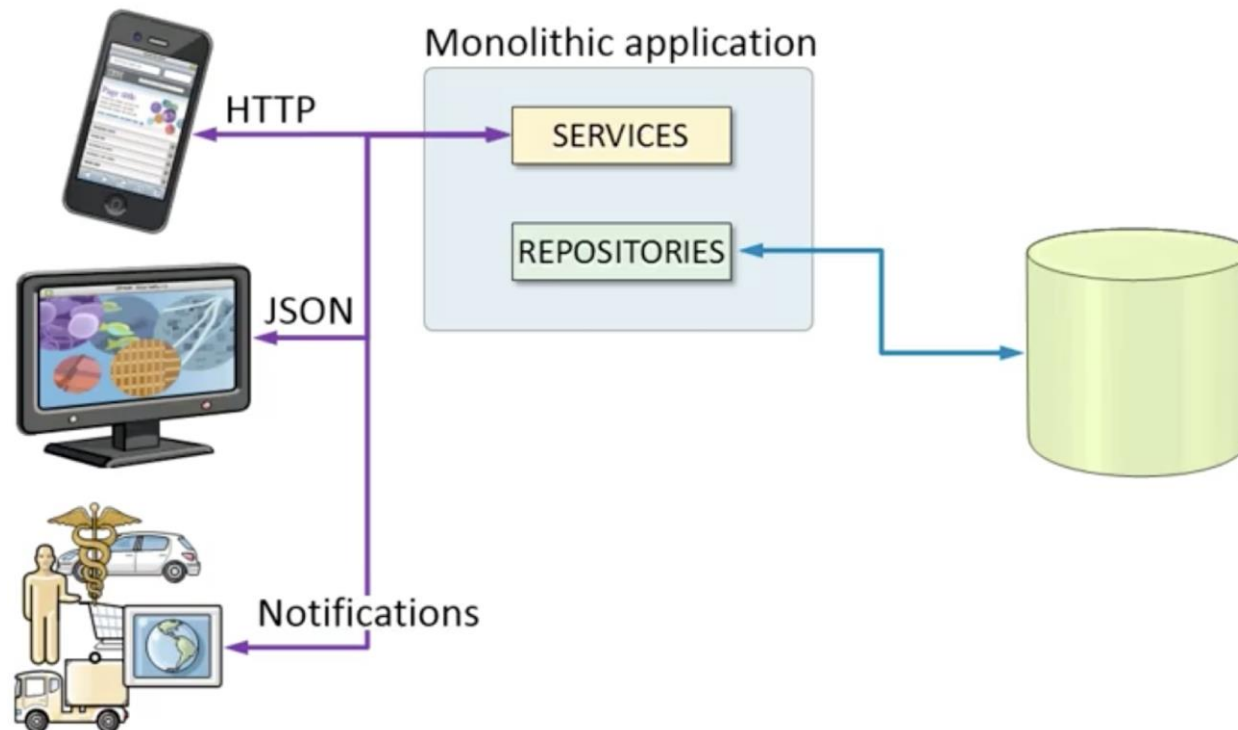 Monolithic application
HTTP
SERVICES
REPOSITORIES
JSON
Notifications